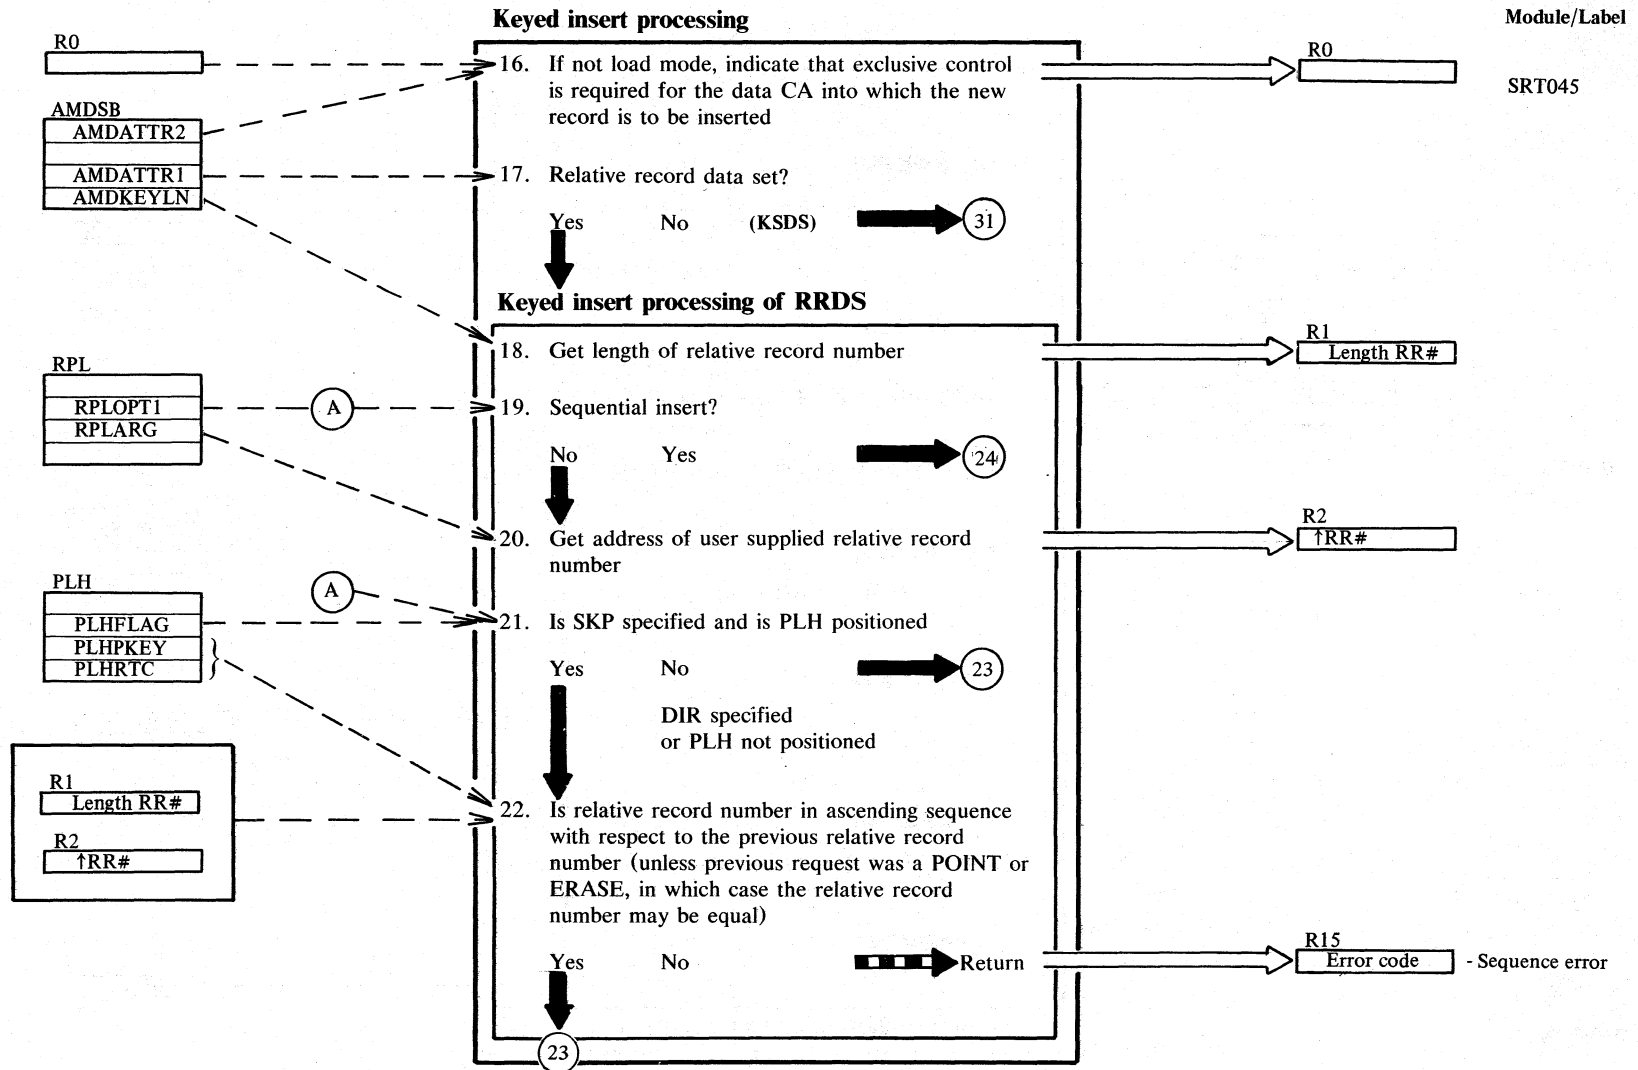 Keyed insert processing
Module/Label
R0
16. If not load mode, indicate that exclusive control
is required for the data CA into which the new
record is to be inserted
R0
SRT045
AMDSB
AMDATTR2
AMDATTR1
AMDKEYLN
17. Relative record data set?
Yes No (KSDS) 31
Keyed insert processing of RRDS
18. Get length of relative record number
R1
Length RR#
RPL
RPLOPT1
RPLARG
A
19. Sequential insert?
No Yes 24
20. Get address of user supplied relative record
number
R2
↑RR#
PLH
PLHFLAG
PLHPKEY
PLHRTC
A
21. Is SKP specified and is PLH positioned
Yes No 23
DIR specified
or PLH not positioned
R1
Length RR#
R2
↑RR#
22. Is relative record number in ascending sequence
with respect to the previous relative record
number (unless previous request was a POINT or
ERASE, in which case the relative record
number may be equal)
Yes No Return
R15
Error code - Sequence error
23